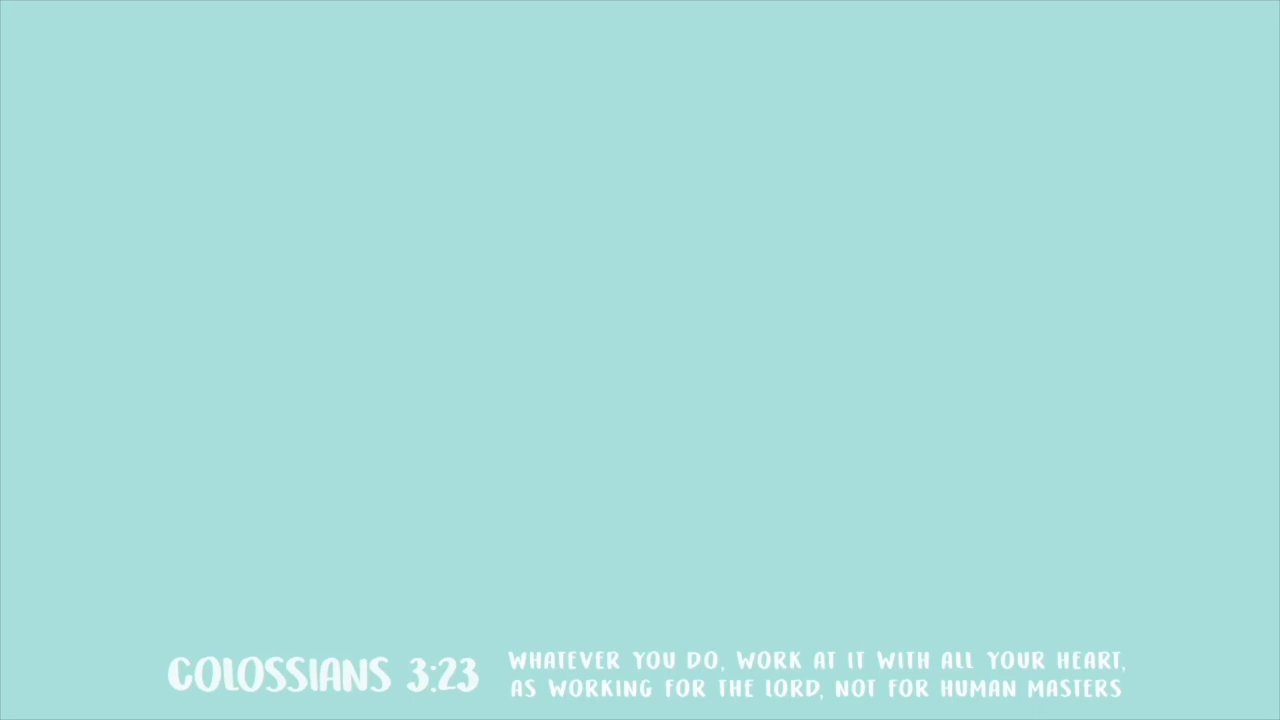 COLOSSIANS 3:23
WHATEVER YOU DO, WORK AT IT WITH ALL YOUR HEART,
AS WORKING FOR THE LORD, NOT FOR HUMAN MASTERS